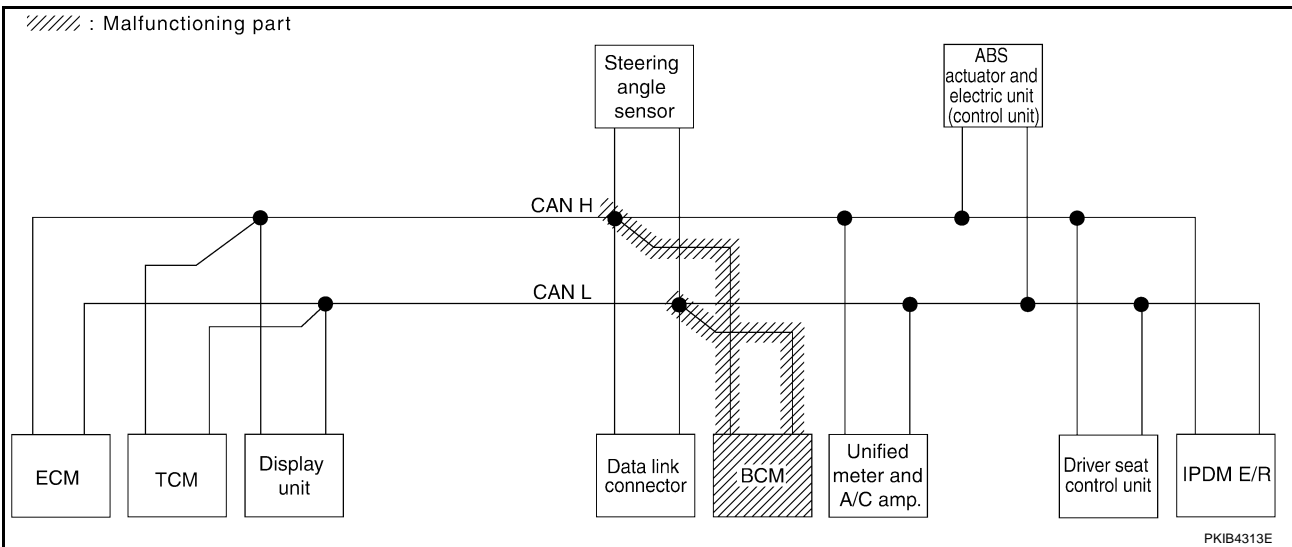 : Malfunctioning part
Steering
angle
sensor
ABS
actuator and
electric unit
(control unit)
CAN H
CAN L
ECM
TCM
Display
unit
Data link
connector
BCM
Unified
meter and
A/C amp.
Driver seat
control unit
IPDM E/R
PKIB4313E